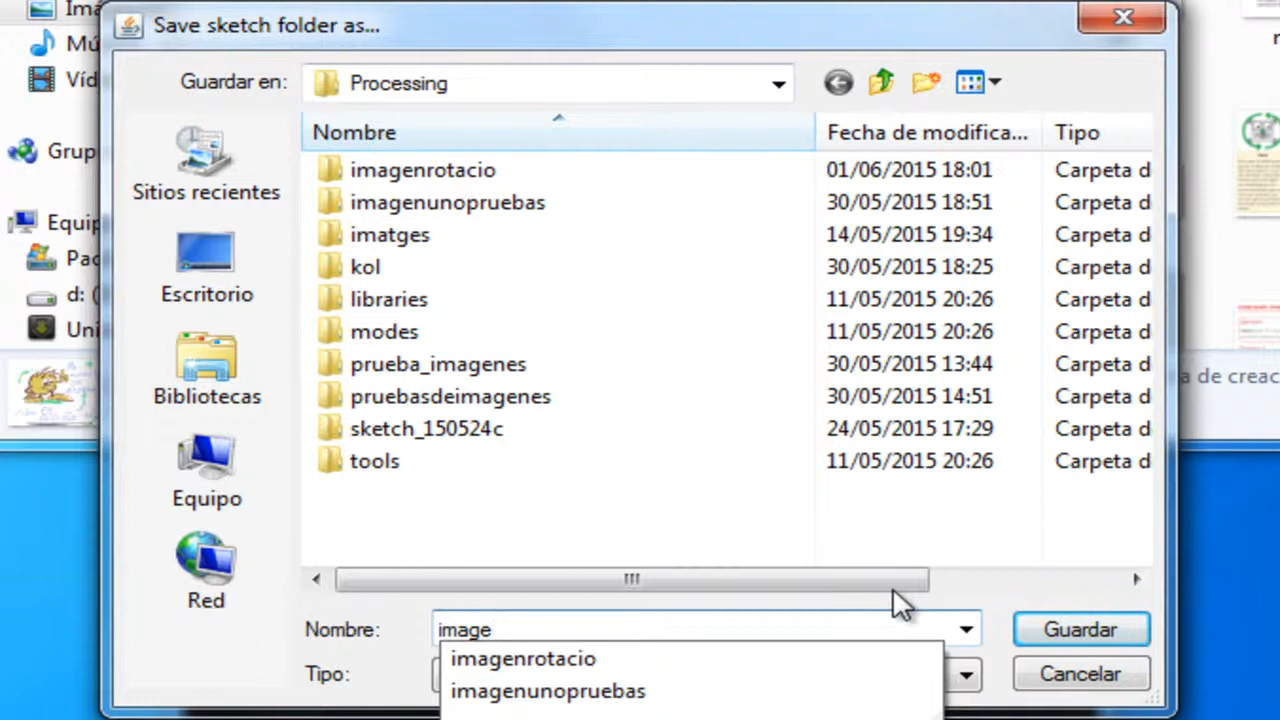 Save sketch folder as...
Guardar en:
Processing
Nombre
Fecha de modifica...
Tipo
imagenrotacio
01/06/2015 18:01
Carpeta d
imagenunopruebas
30/05/2015 18:51
Carpeta d
imatges
14/05/2015 19:34
Carpeta d
kol
30/05/2015 18:25
Carpeta d
libraries
11/05/2015 20:26
Carpeta d
modes
11/05/2015 20:26
Carpeta d
prueba_imagenes
30/05/2015 13:44
Carpeta d
pruebasdeimagenes
30/05/2015 14:51
Carpeta d
sketch_150524c
24/05/2015 17:29
Carpeta d
tools
11/05/2015 20:26
Carpeta d
Sitios recientes
Escritorio
Bibliotecas
Equipo
Red
Nombre:
image
Guardar
imagenrotacio
imagenunopruebas
Tipo:
Cancelar
Imá
Mú
Víd
Grup
Equip
Pac
d: (
Uni
a de creac